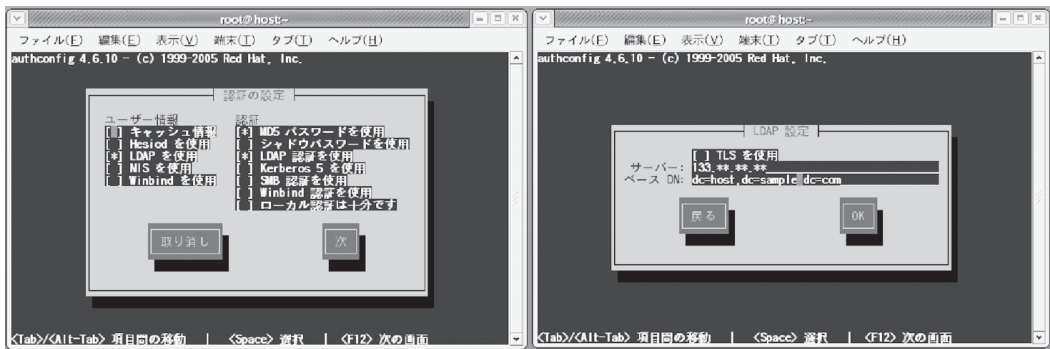 root@host:~
ファイル(F) 編集(E) 表示(V) 端末(T) タブ(T) ヘルプ(H)
authconfig 4.6.10 - (c) 1999-2005 Red Hat, Inc.
認証の設定
ユーザー情報
[ ] キャッシュ情報
[ ] Hesiod を使用
[*] LDAP を使用
[ ] NIS を使用
[ ] Winbind を使用
認証
[*] MD5 パスワードを使用
[ ] シャドウパスワードを使用
[*] LDAP 認証を使用
[ ] Kerberos 5 を使用
[ ] SMB 認証を使用
[ ] Winbind 認証を使用
[ ] ローカル認証は十分です
取り消し
次
<Tab>/<Alt-Tab> 項目間の移動 | <Space> 選択 | <F12> 次の画面
root@host:~
ファイル(F) 編集(E) 表示(V) 端末(T) タブ(T) ヘルプ(H)
authconfig 4.6.10 - (c) 1999-2005 Red Hat, Inc.
LDAP 設定
[ ] TLS を使用
サーバー: 133.**.**.**
ベース DN: dc=host,dc=sample dc=com
戻る
OK
<Tab>/<Alt-Tab> 項目間の移動 | <Space> 選択 | <F12> 次の画面